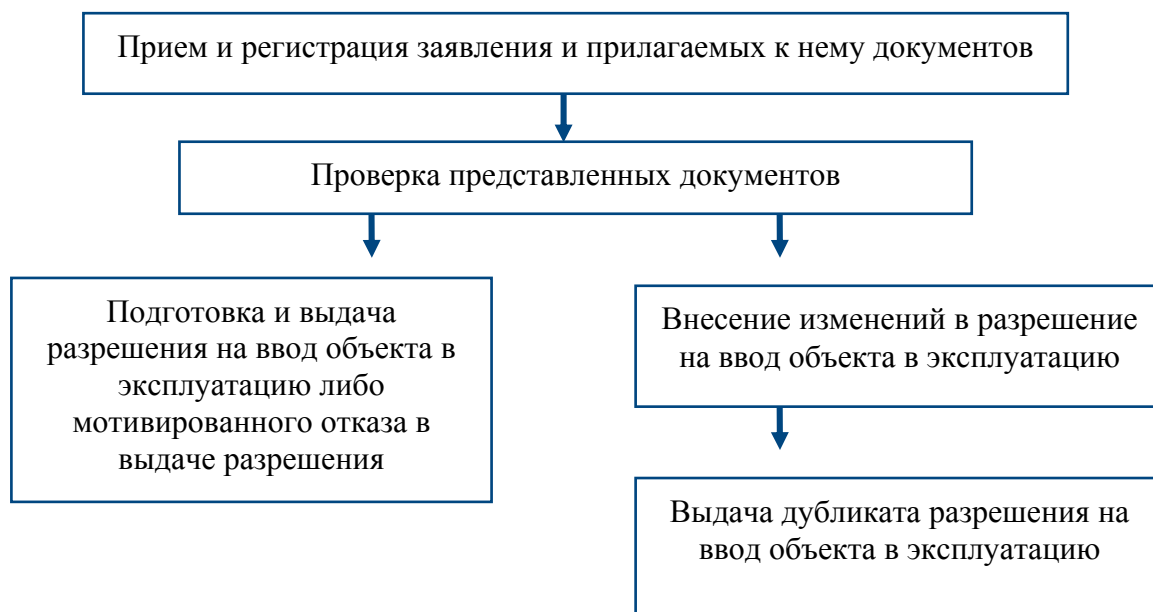 Прием и регистрация заявления и прилагаемых к нему документов
Проверка представленных документов
Подготовка и выдача
разрешения на ввод объекта в
эксплуатацию либо
мотивированного отказа в
выдаче разрешения
Внесение изменений в разрешение
на ввод объекта в эксплуатацию
Выдача дубликата разрешения на
ввод объекта в эксплуатацию